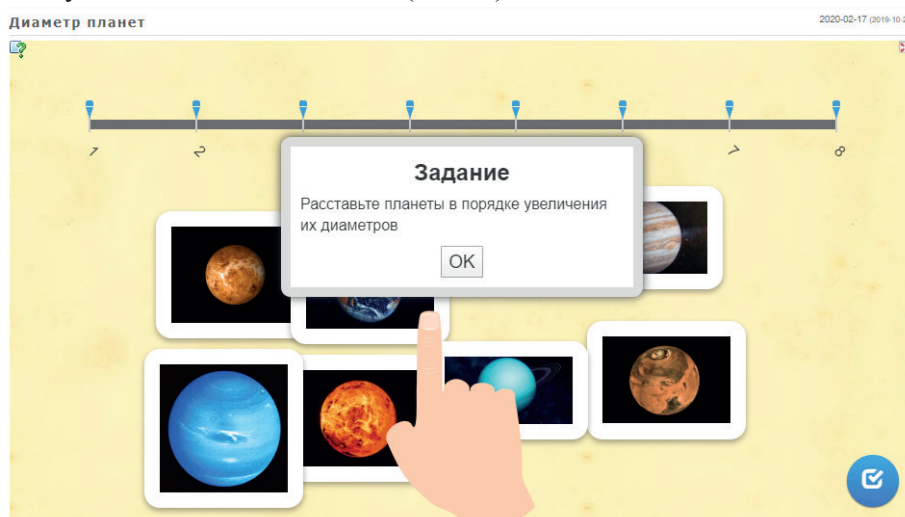 Диаметр планет
2020-02-17
1 2 7 8
Задание
Расставьте планеты в порядке увеличения
их диаметров
OK